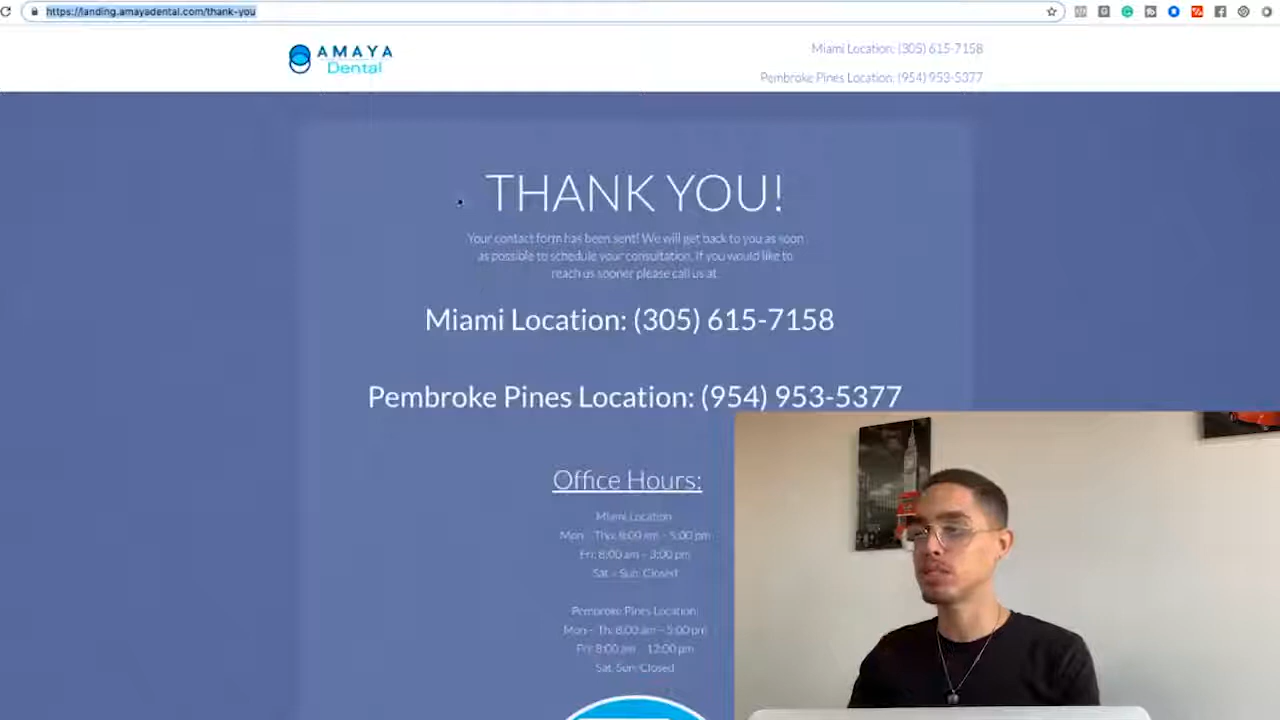 https://landing.amayadental.com/thank-you
AMAYA
Dental
Miami Location: (305) 615-7158
Pembroke Pines Location: (954) 953-5377
THANK YOU!
Your contact form has been sent! We will get back to you as soon
as possible to schedule your consultation. If you would like to
reach us sooner please call us at
Miami Location: (305) 615-7158
Pembroke Pines Location: (954) 953-5377
Office Hours:
Miami Location
Mon - Thu: 8:00 am - 5:00 pm
Fri: 8:00 am - 3:00 pm
Sat - Sun: Closed
Pembroke Pines Location:
Mon - Th: 8:00 am - 5:00 pm
Fri: 8:00 am - 12:00 pm
Sat, Sun: Closed